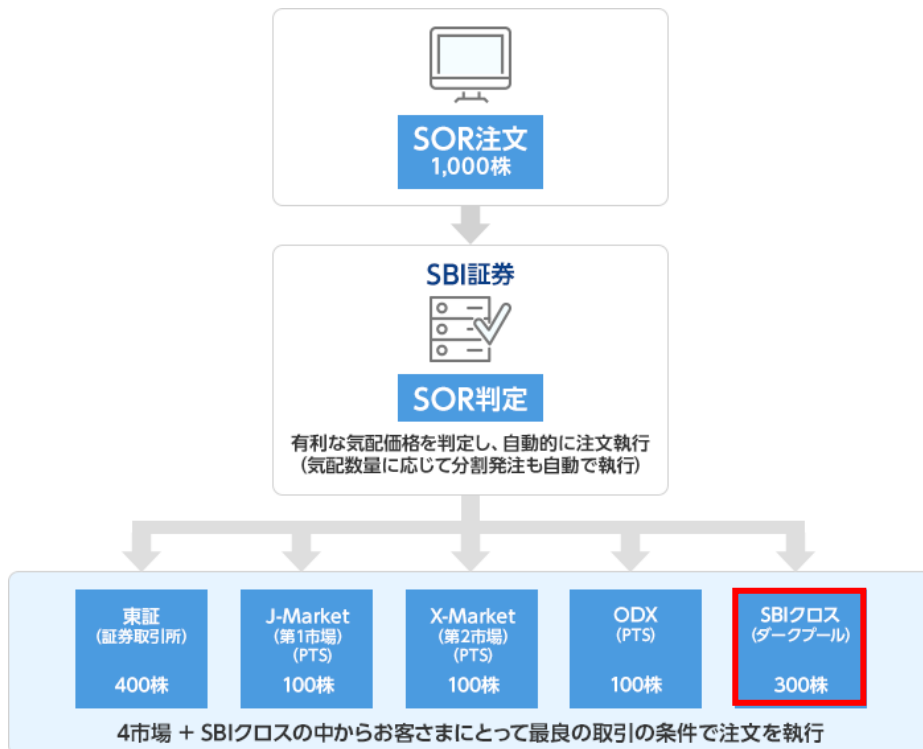 SOR注文
1,000株
SBI証券
SOR判定
有利な気配価格を判定し、自動的に注文執行
(気配数量に応じて分割発注も自動で執行)
東証
(証券取引所)
400株
J-Market
(第1市場)
(PTS)
100株
X-Market
(第2市場)
(PTS)
100株
ODX
(PTS)
100株
SBIクロス
(ダークプール)
300株
4市場 + SBIクロスの中からお客さまにとって最良の取引の条件で注文を執行